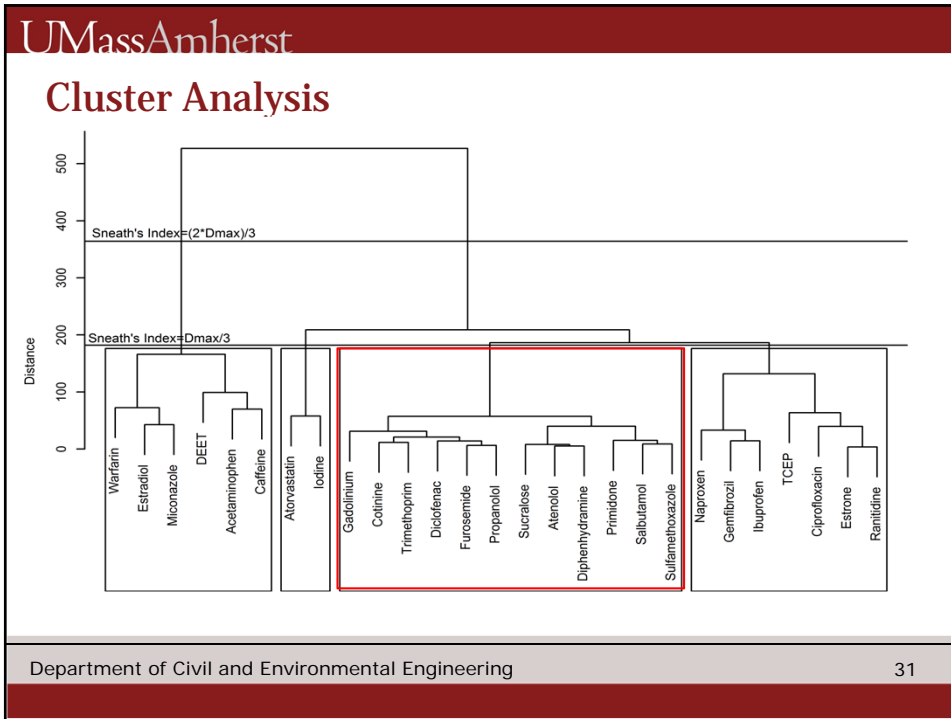 UMassAmherst
Cluster Analysis
500
400
300
200
100
0
Distance
Sneath's Index=(2*Dmax)/3
Sneath's Index=Dmax/3
Warfarin
Estradiol
Miconazole
DEET
Acetaminophen
Caffeine
Atorvastatin
Iodine
Gadolinium
Cotinine
Trimethoprim
Diclofenac
Furosemide
Propanolol
Sucralose
Atenolol
Diphenhydramine
Primidone
Salbutamol
Sulfamethoxazole
Naproxen
Gemfibrozil
Ibuprofen
TCEP
Ciprofloxacin
Estrone
Ranitidine
Department of Civil and Environmental Engineering
31